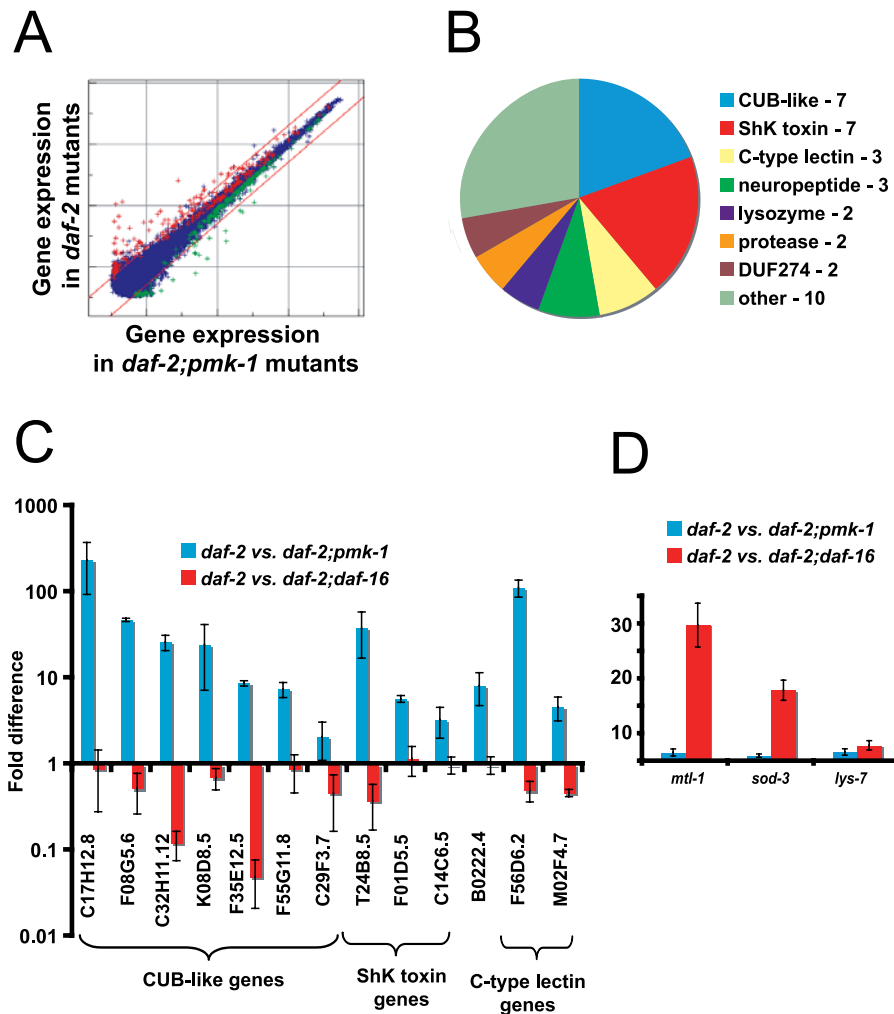 A
Gene expression
in daf-2 mutants
Gene expression
in daf-2;pmk-1 mutants
B
CUB-like - 7
ShK toxin - 7
C-type lectin - 3
neuropeptide - 3
lysozyme - 2
protease - 2
DUF274 - 2
other - 10
C
Fold difference
1000
100
10
1
0.1
0.01
daf-2 vs. daf-2;pmk-1
daf-2 vs. daf-2;daf-16
C17H12.8
F08G5.6
C32H11.12
K08D8.5
F35E12.5
F55G11.8
C29F3.7
T24B8.5
F01D5.5
C14C6.5
B0222.4
F56D6.2
M02F4.7
CUB-like genes
ShK toxin
genes
C-type lectin
genes
D
daf-2 vs. daf-2;pmk-1
daf-2 vs. daf-2;daf-16
30
20
10
mtl-1
sod-3
lys-7